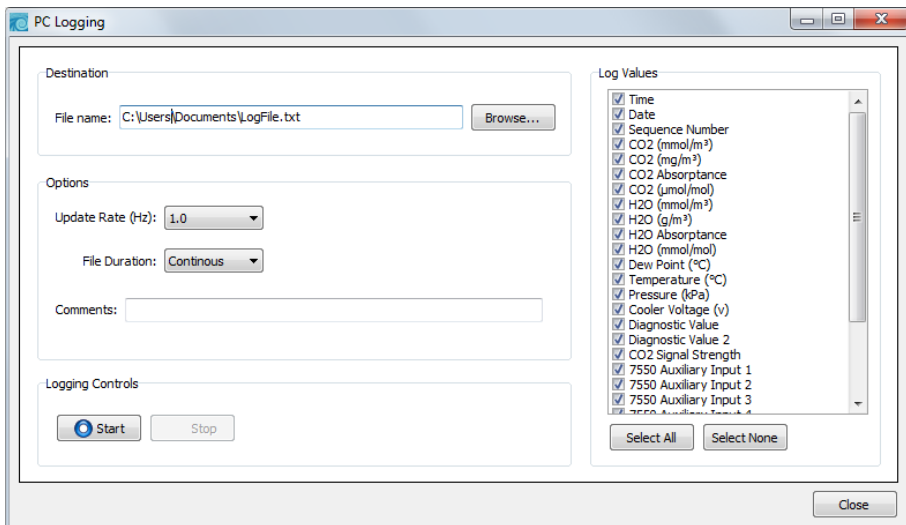 PC Logging
Destination
File name: C:\Users\Documents\LogFile.txt Browse...
Options
Update Rate (Hz): 1.0
File Duration: Continous
Comments:
Logging Controls
Start Stop
Log Values
Time
Date
Sequence Number
CO2 (mmol/m³)
CO2 (mg/m³)
CO2 Absorptance
CO2 (µmol/mol)
H2O (mmol/m³)
H2O (g/m³)
H2O Absorptance
H2O (mmol/mol)
Dew Point (°C)
Temperature (°C)
Pressure (kPa)
Cooler Voltage (v)
Diagnostic Value
Diagnostic Value 2
CO2 Signal Strength
7550 Auxiliary Input 1
7550 Auxiliary Input 2
7550 Auxiliary Input 3
7550 Auxiliary Input 4
Select All Select None
Close